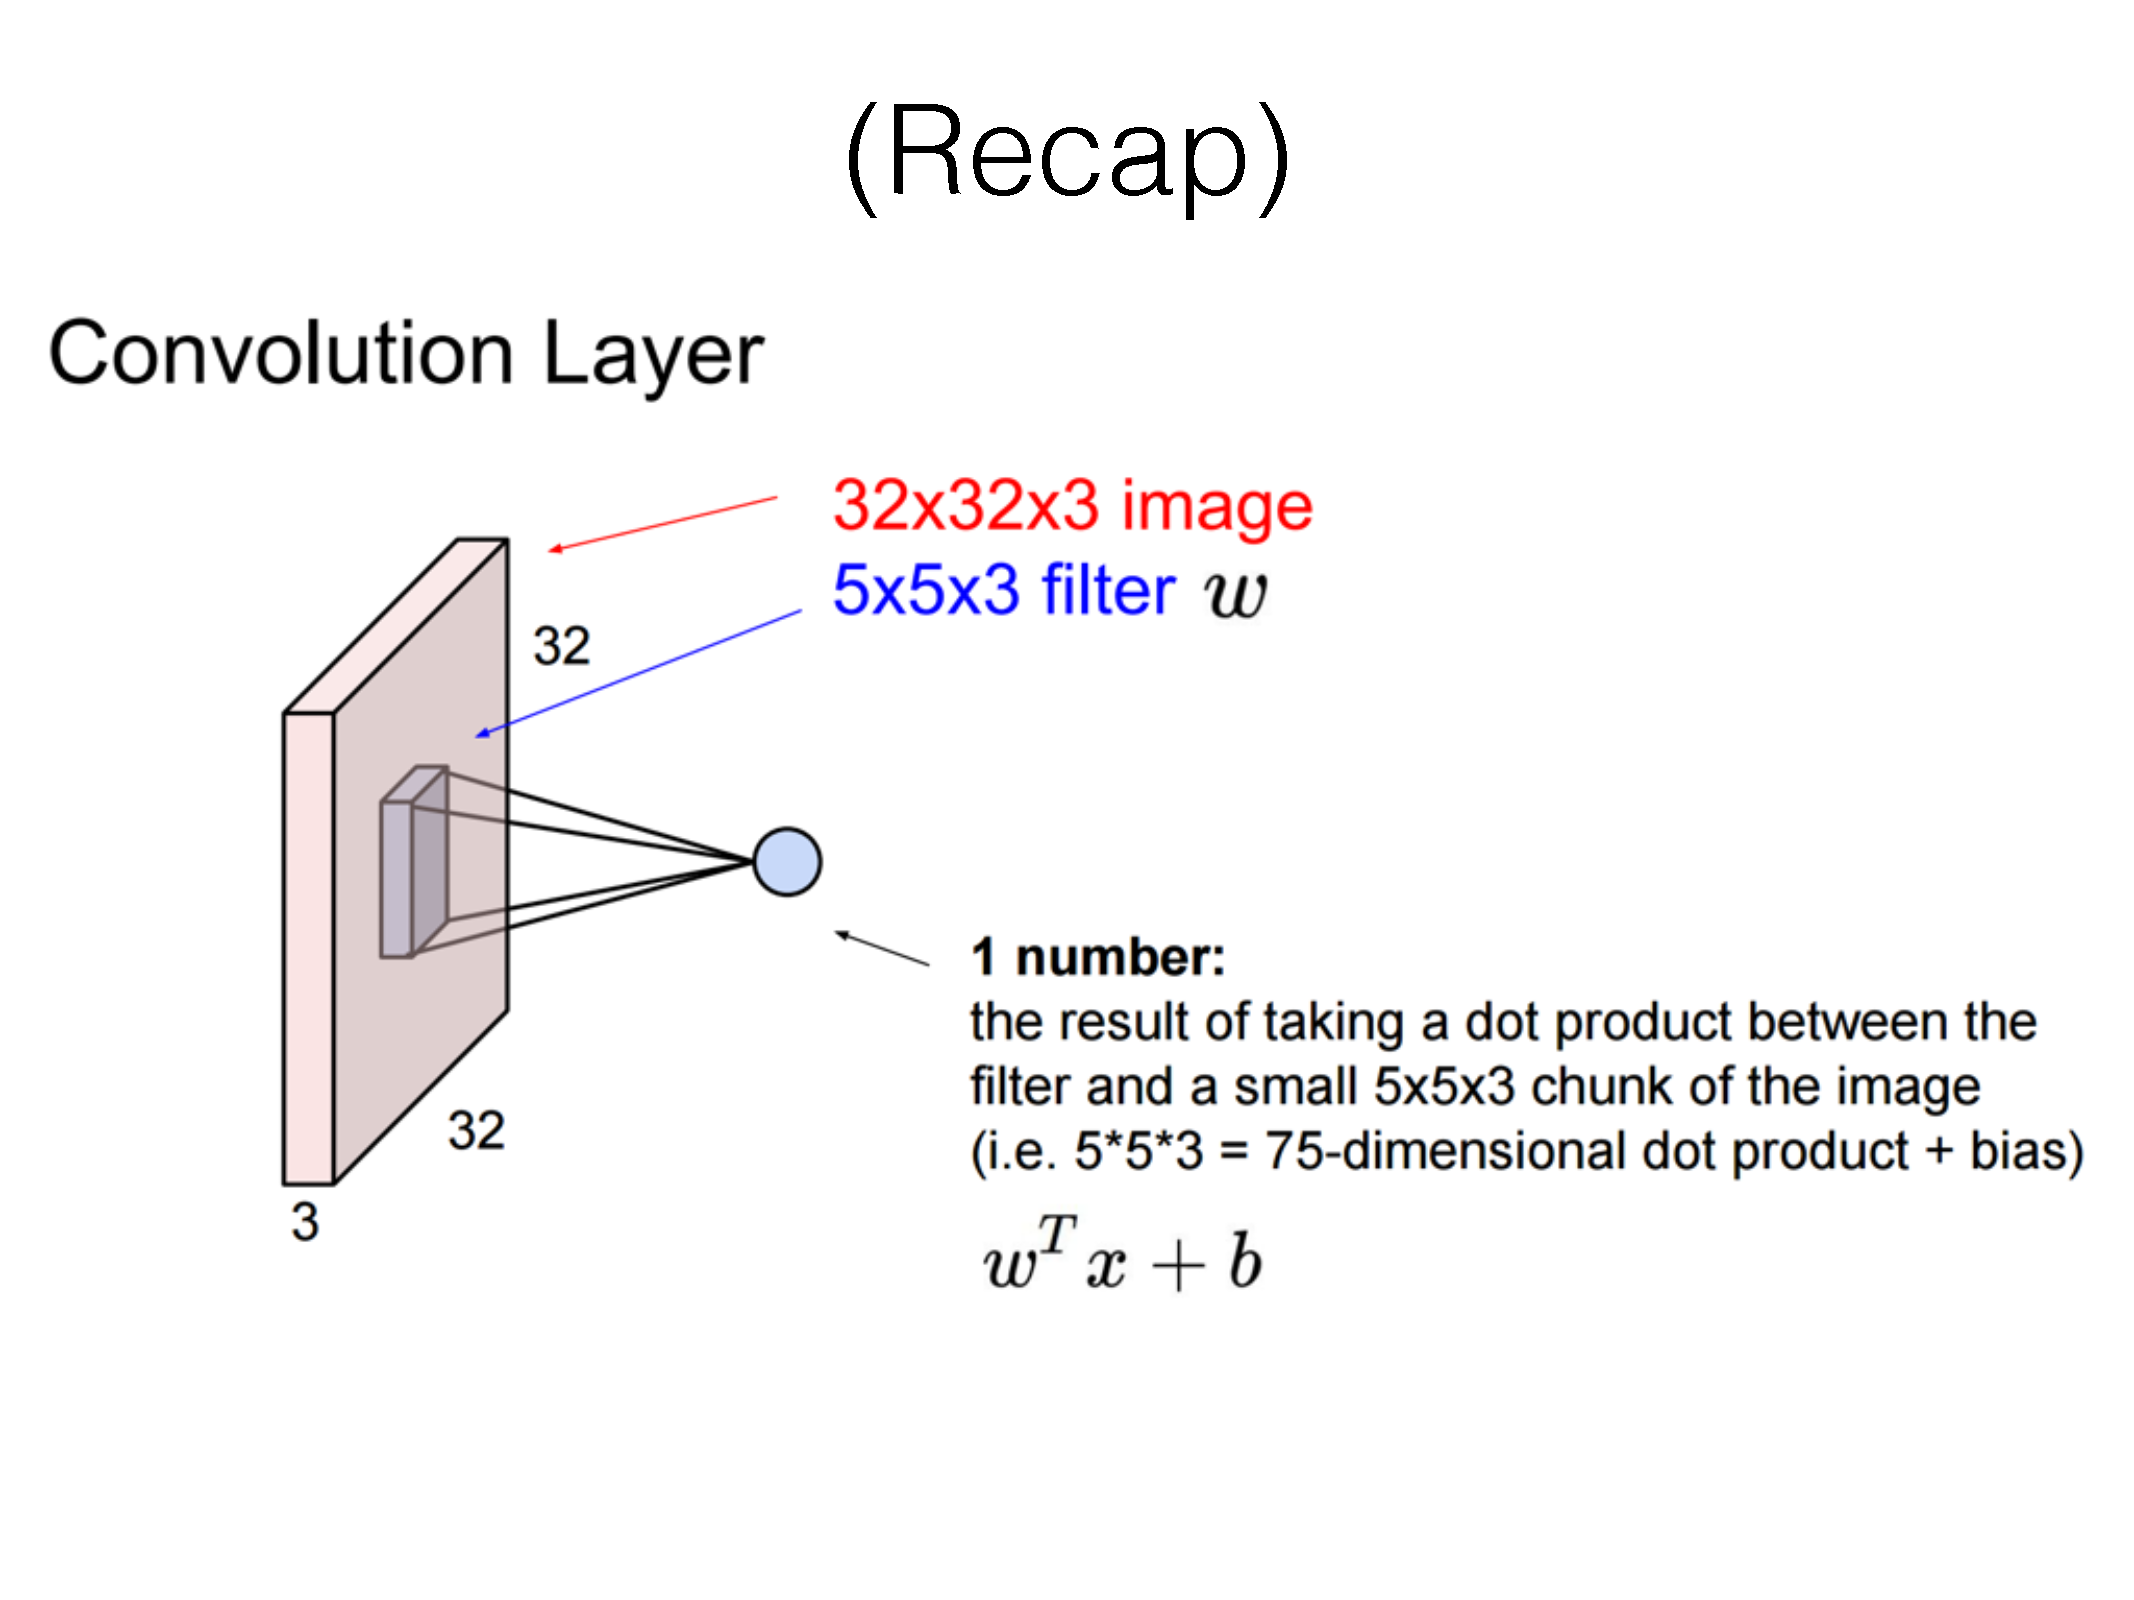 (Recap)
Convolution Layer
32x32x3 image
5x5x3 filter w
32
32
3
1 number:
the result of taking a dot product between the
filter and a small 5x5x3 chunk of the image
(i.e. 5*5*3 = 75-dimensional dot product + bias)
w^T x + b